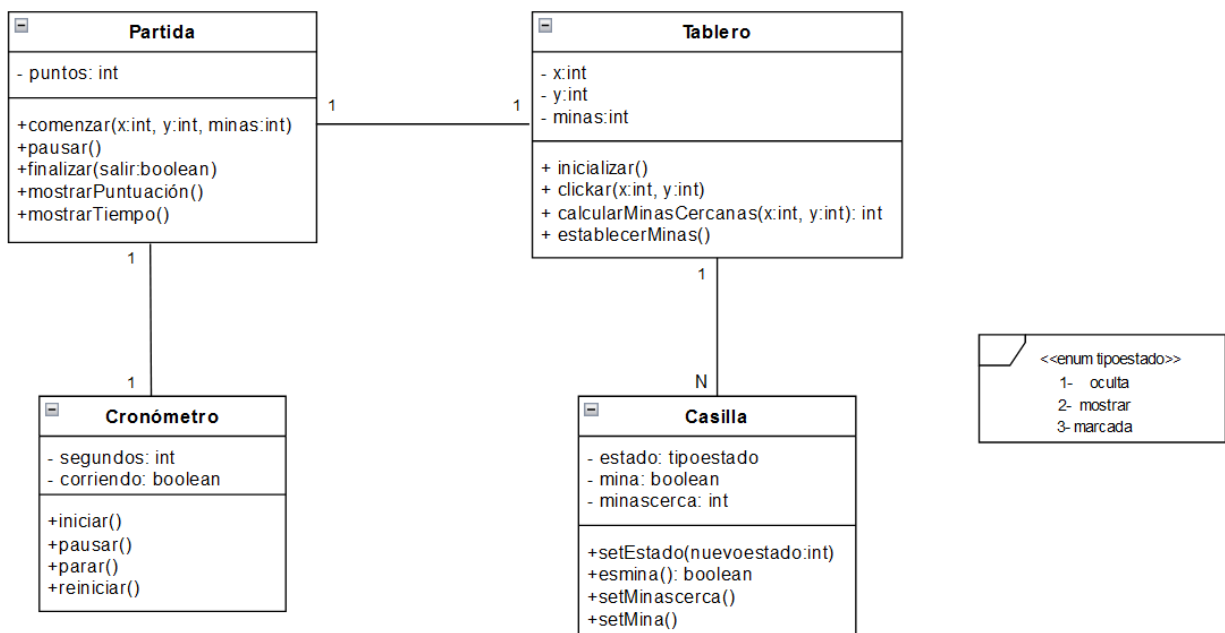 Partida
- puntos: int
+comenzar(x:int, y:int, minas:int)
+pausar()
+finalizar(salir:boolean)
+mostrarPuntuación()
+mostrarTiempo()
1
1
Tablero
- x:int
- y:int
- minas:int
+ inicializar()
+ clickar(x:int, y:int)
+ calcularMinasCercanas(x:int, y:int): int
+ establecerMinas()
1
1
Cronómetro
- segundos: int
- corriendo: boolean
+iniciar()
+pausar()
+parar()
+reiniciar()
1
N
Casilla
- estado: tipoestado
- mina: boolean
- minascerca: int
+setEstado(nuevoestado:int)
+esmina(): boolean
+setMinascerca()
+setMina()
<<enum tipoestado>>
1- oculta
2- mostrar
3- marcada